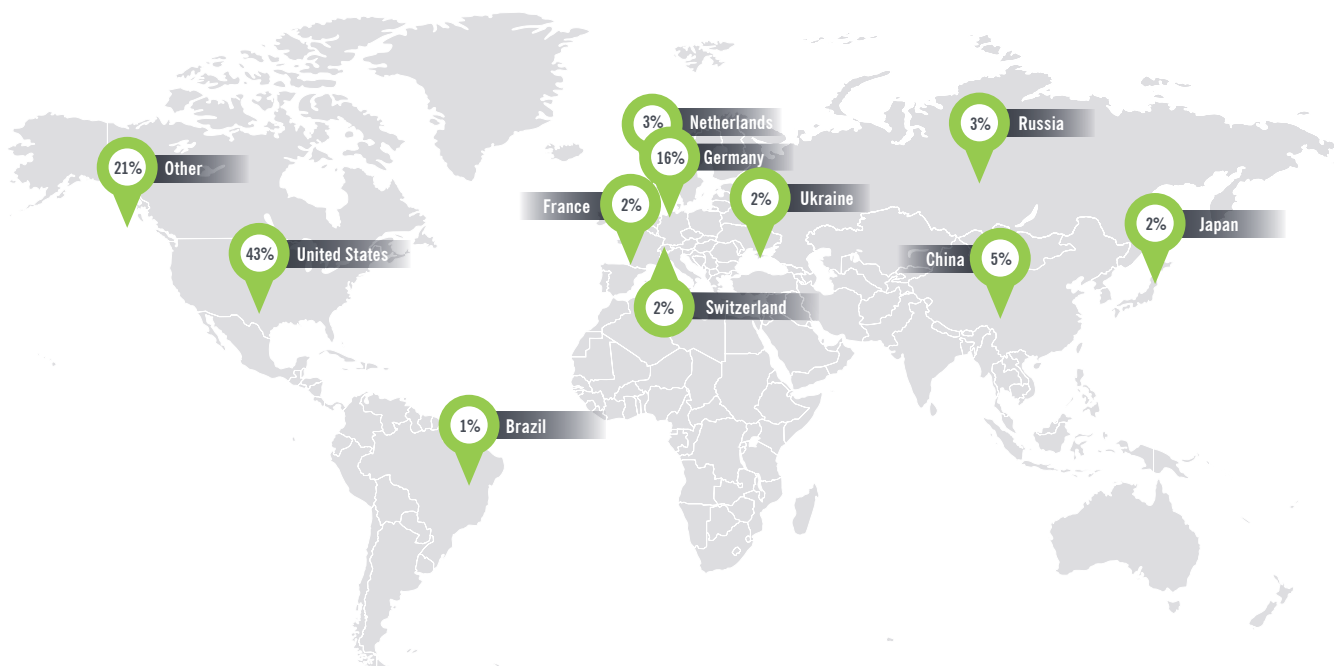 3% Netherlands
3% Russia
16% Germany
21% Other
2% Ukraine
France 2%
2% Japan
43% United States
China 5%
2% Switzerland
1% Brazil